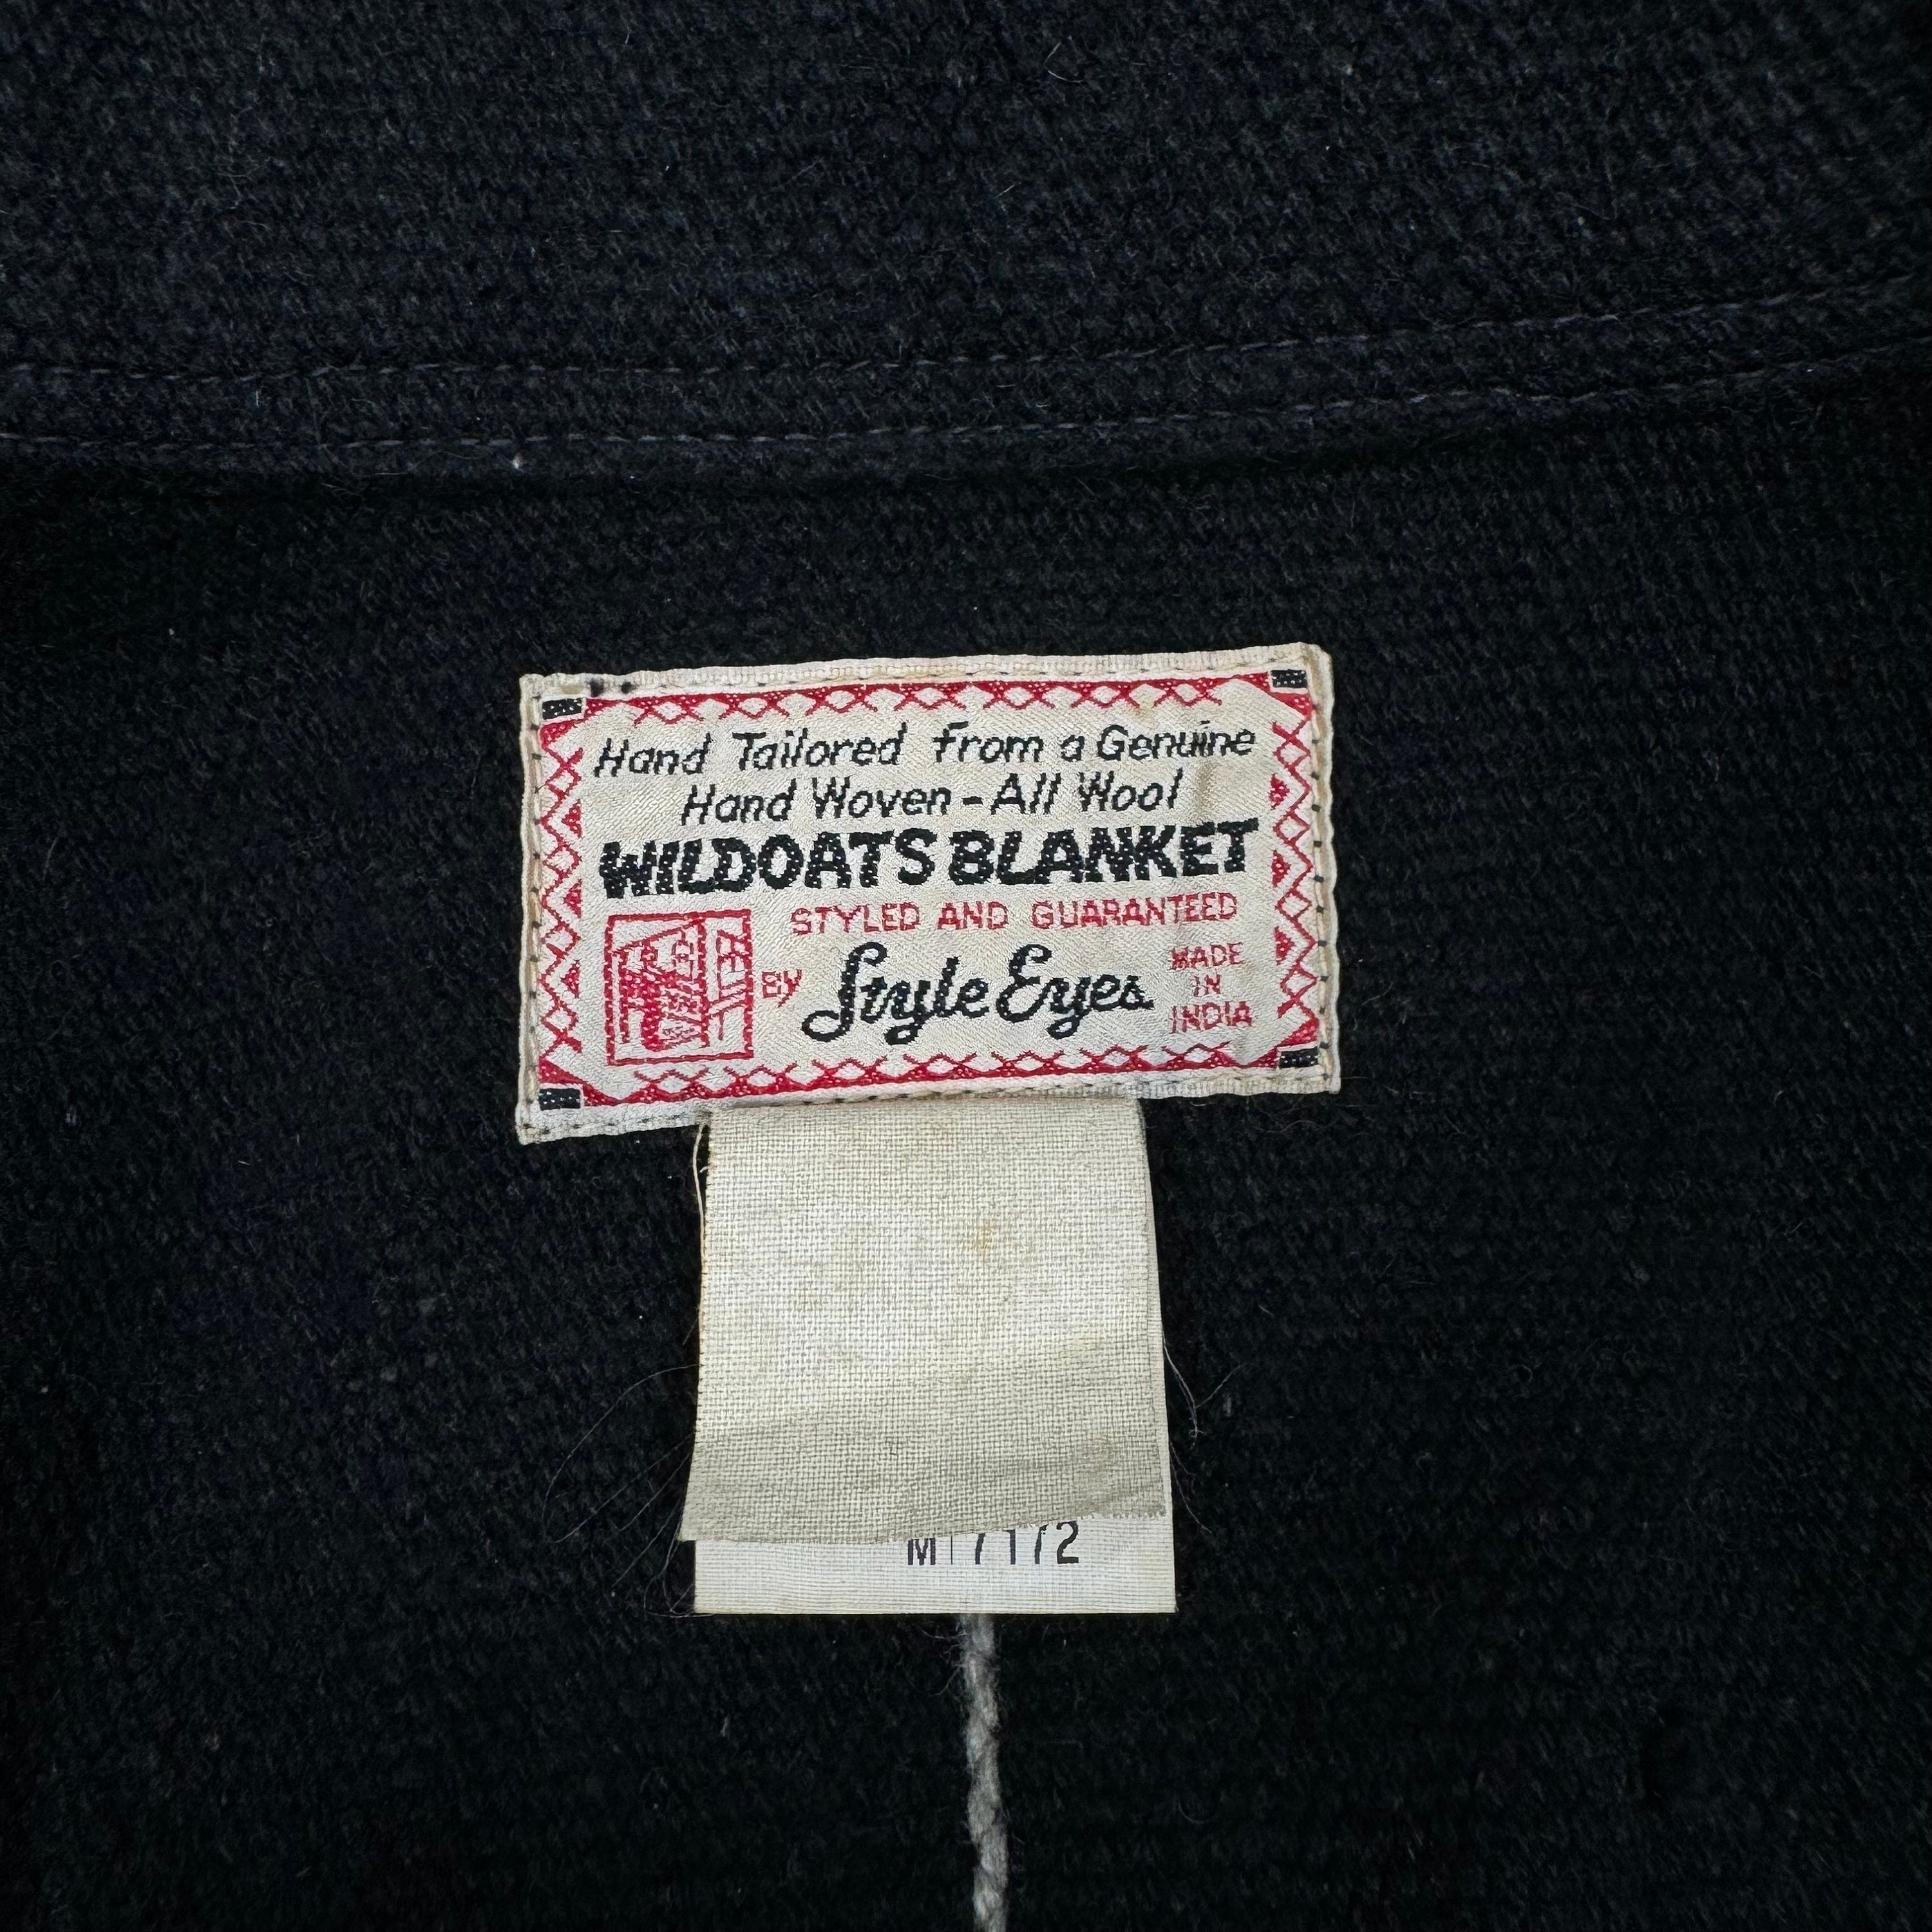 Hand Tailored from a Genuine
Hand Woven - All Wool
WILDOATS BLANKET
STYLED AND GUARANTEED
BY Style Eyes
MADE
IN
INDIA